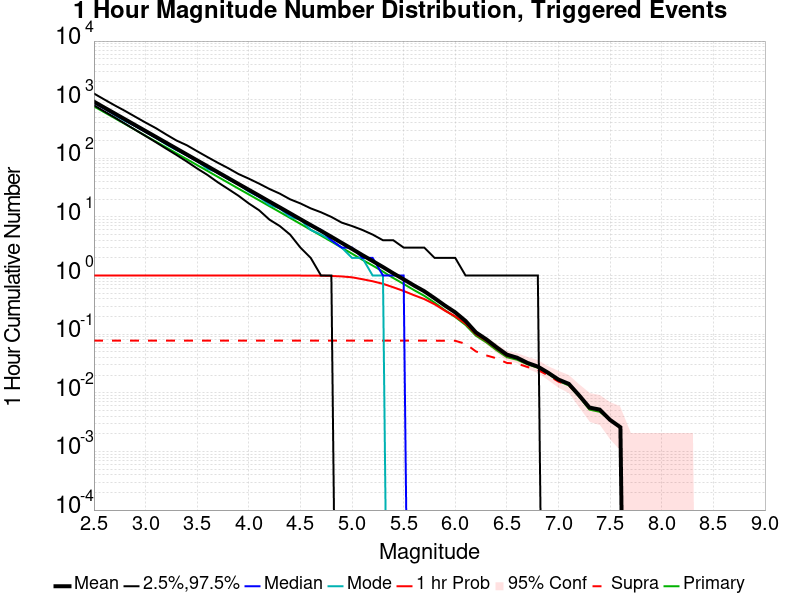 1 Hour Magnitude Number Distribution, Triggered Events
10^4
10^3
10^2
10^1
10^0
10^-1
10^-2
10^-3
10^-4
1 Hour Cumulative Number
2.5 3.0 3.5 4.0 4.5 5.0 5.5 6.0 6.5 7.0 7.5 8.0 8.5 9.0
Magnitude
Mean 2.5%,97.5% Median Mode 1 hr Prob 95% Conf Supra Primary